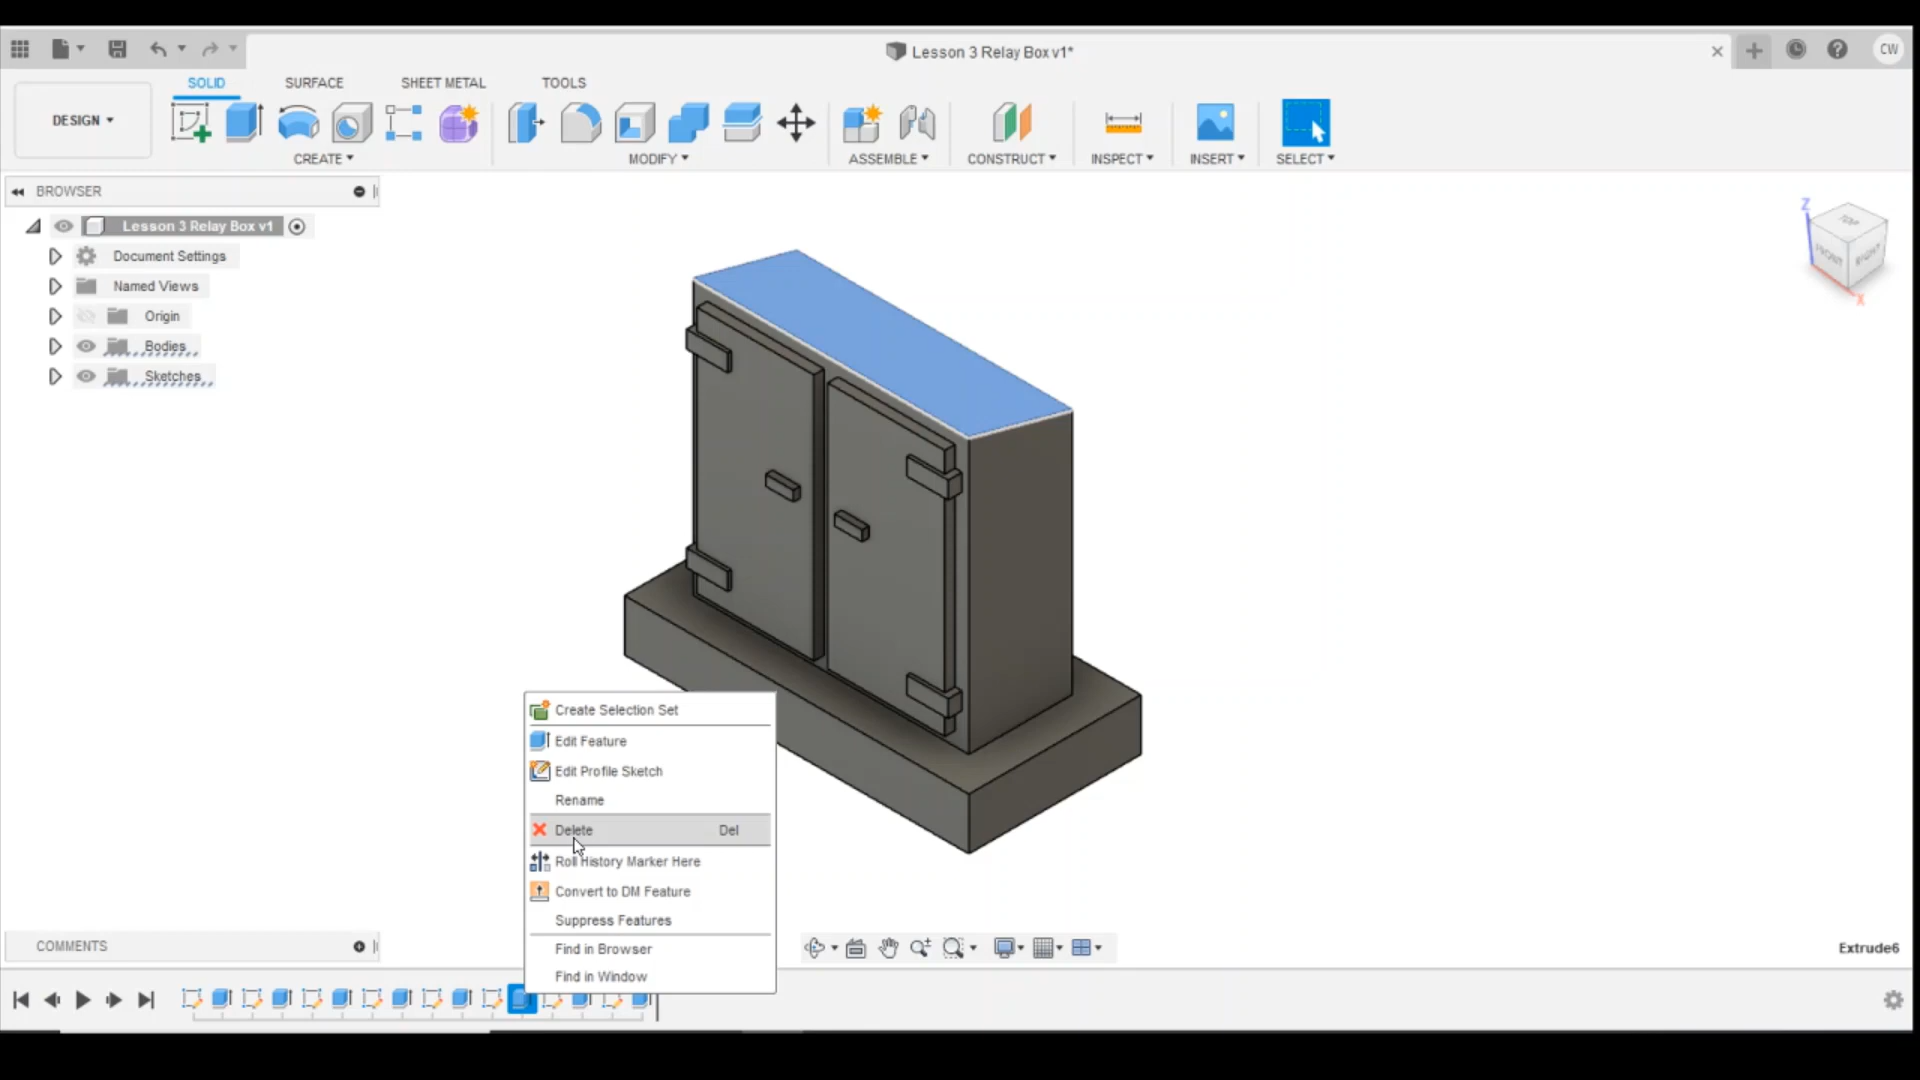 Lesson 3 Relay Box v1*
CW
DESIGN
SOLID
SURFACE
SHEET METAL
TOOLS
CREATE
MODIFY
ASSEMBLE
CONSTRUCT
INSPECT
INSERT
SELECT
BROWSER
Lesson 3 Relay Box v1
Document Settings
Named Views
Origin
Bodies
Sketches
Z
TOP
FRONT
RIGHT
X
Create Selection Set
Edit Feature
Edit Profile Sketch
Rename
Delete Del
Roll History Marker Here
Convert to DM Feature
Suppress Features
Find in Browser
Find in Window
COMMENTS
Extrude6